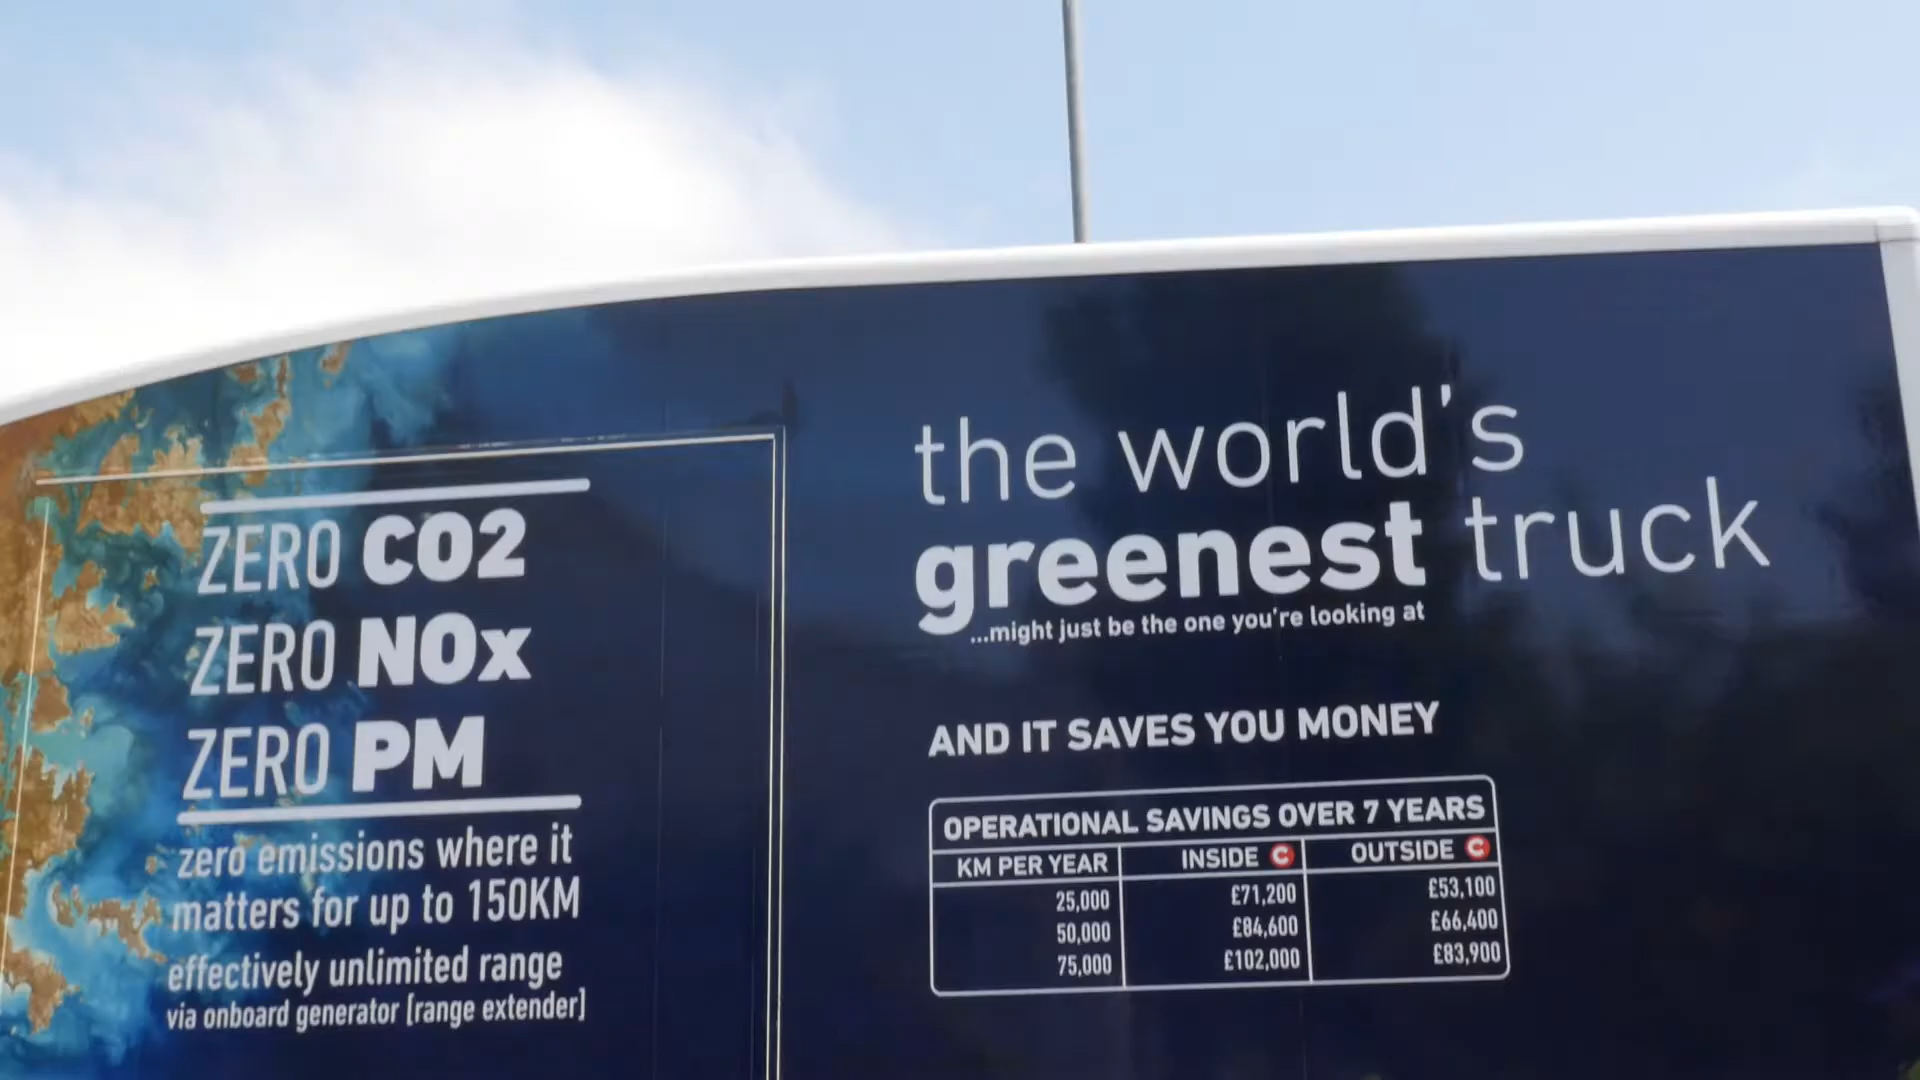 ZERO CO2
ZERO NOx
ZERO PM
zero emissions where it
matters for up to 150KM
effectively unlimited range
via onboard generator [range extender]
the world's
greenest truck
...might just be the one you're looking at
AND IT SAVES YOU MONEY
OPERATIONAL SAVINGS OVER 7 YEARS
KM PER YEAR INSIDE C OUTSIDE C
25,000 £71,200 £53,100
50,000 £84,600 £66,400
75,000 £102,000 £83,900